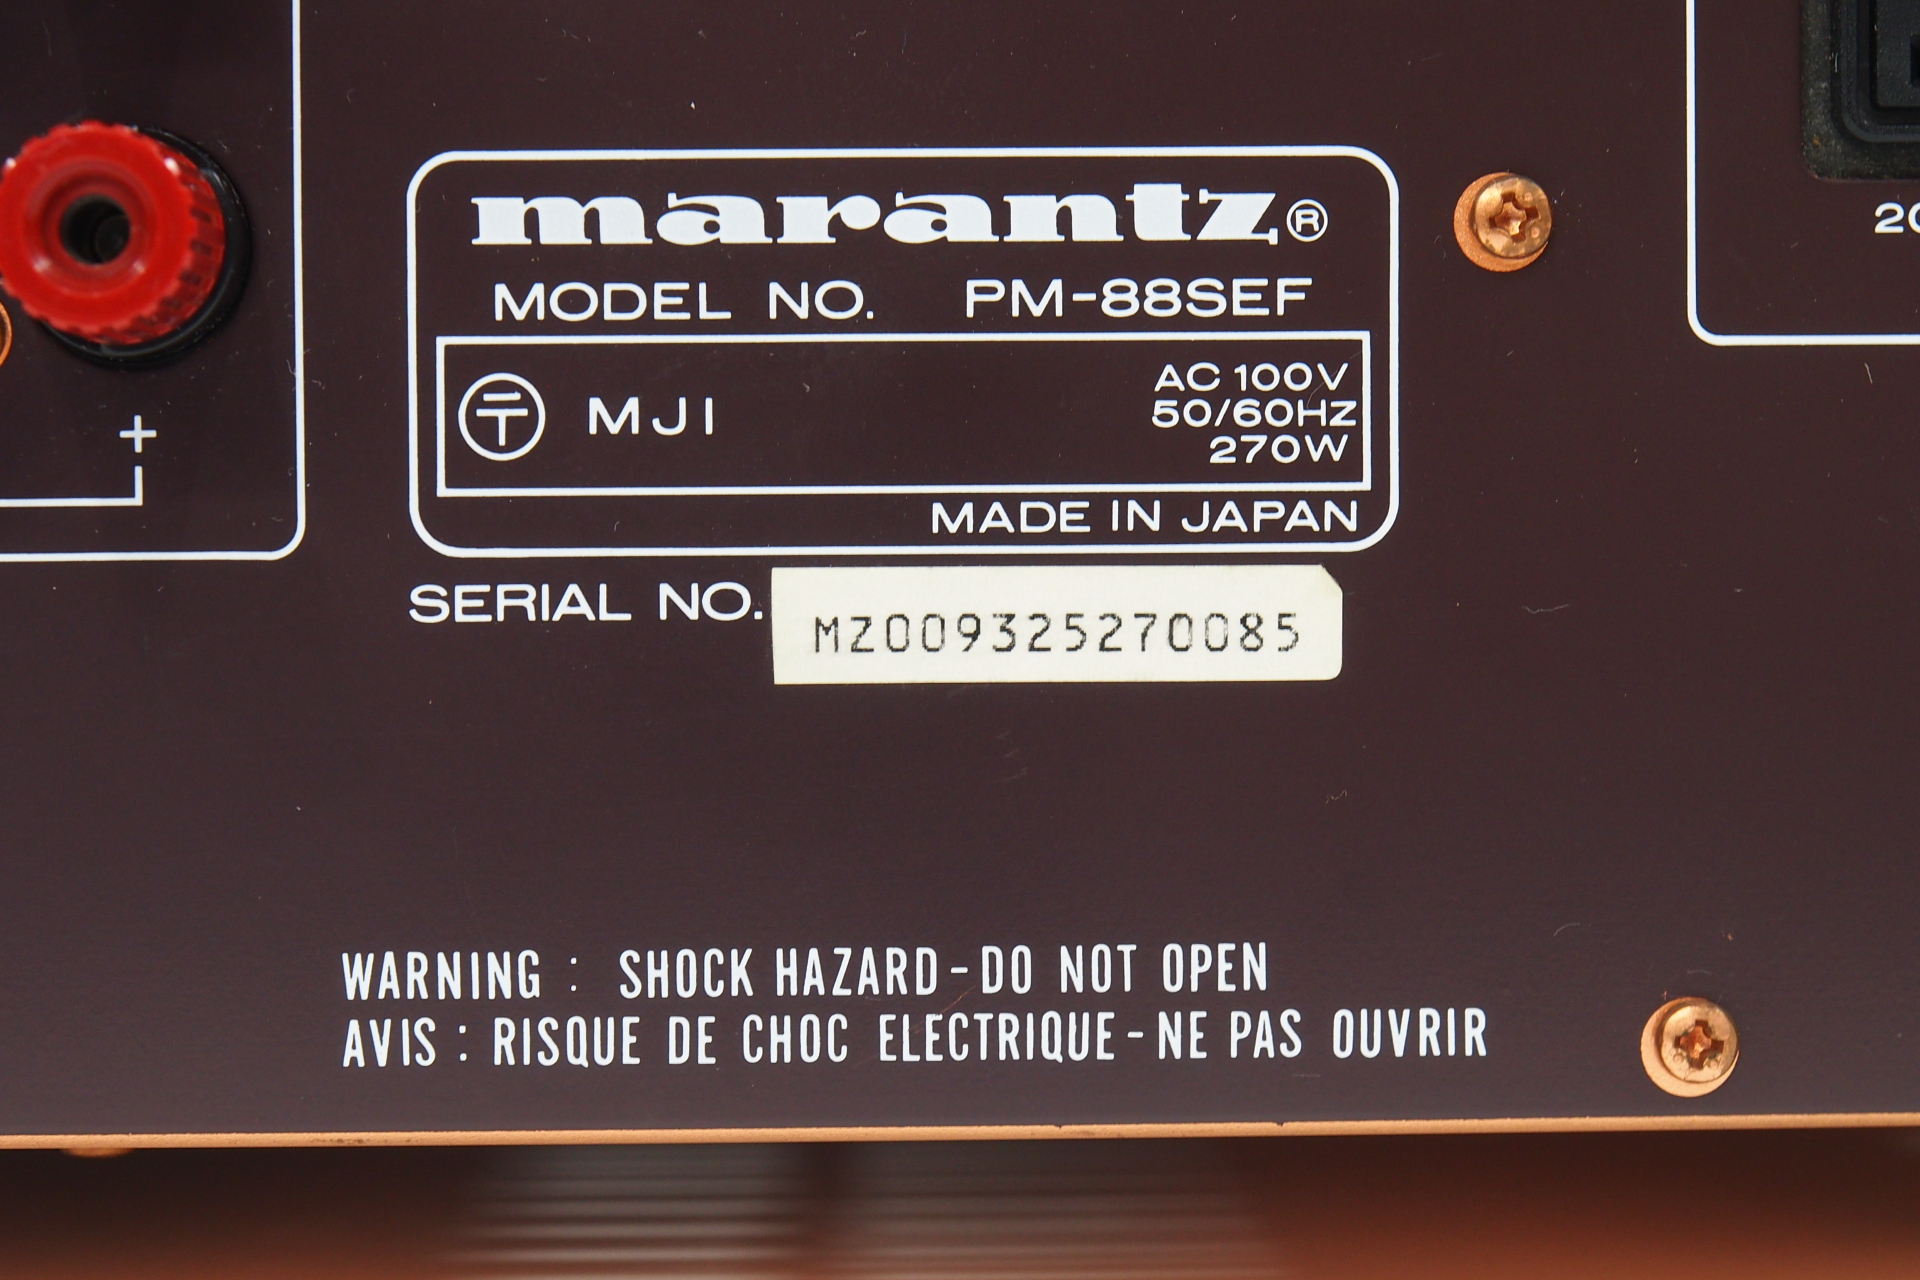 marantz®
MODEL NO. PM-88SEF
〶 MJI
AC 100V
50/60HZ
270W
MADE IN JAPAN
SERIAL NO. MZ009325270085
+
WARNING : SHOCK HAZARD-DO NOT OPEN
AVIS : RISQUE DE CHOC ELECTRIQUE-NE PAS OUVRIR